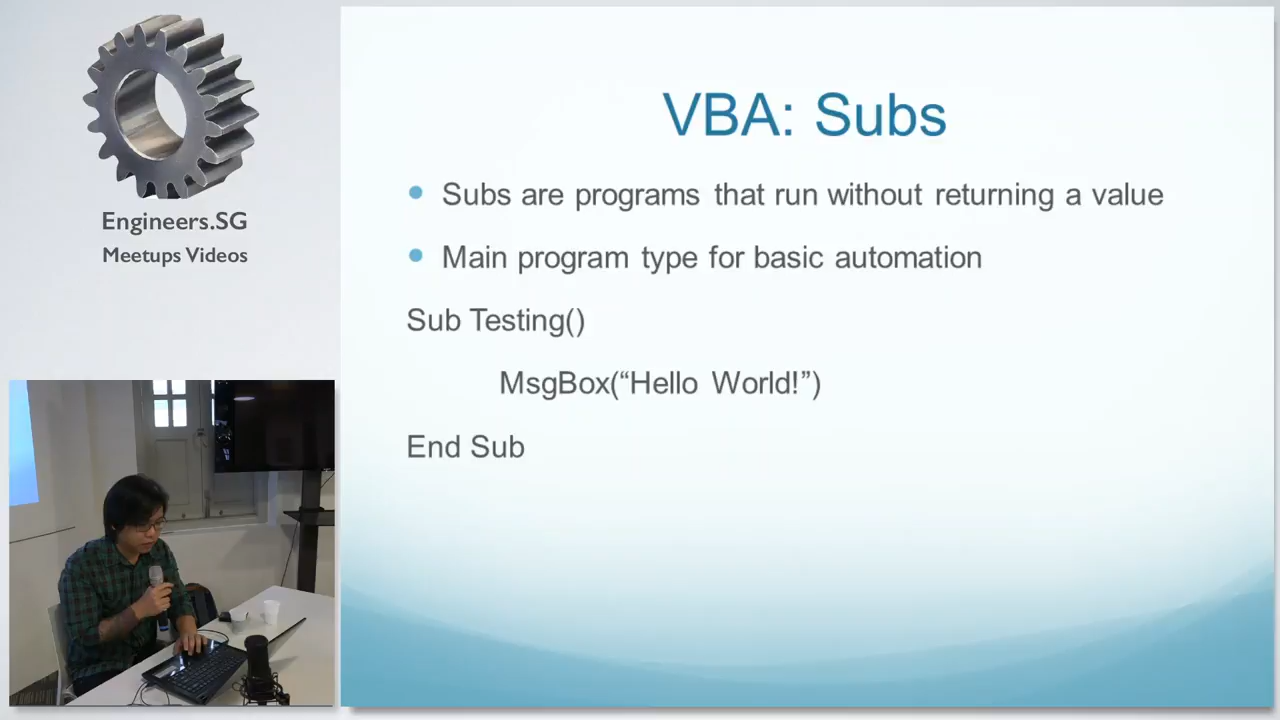 Engineers.SG
Meetups Videos
VBA: Subs
Subs are programs that run without returning a value
Main program type for basic automation
Sub Testing()
MsgBox(“Hello World!”)
End Sub